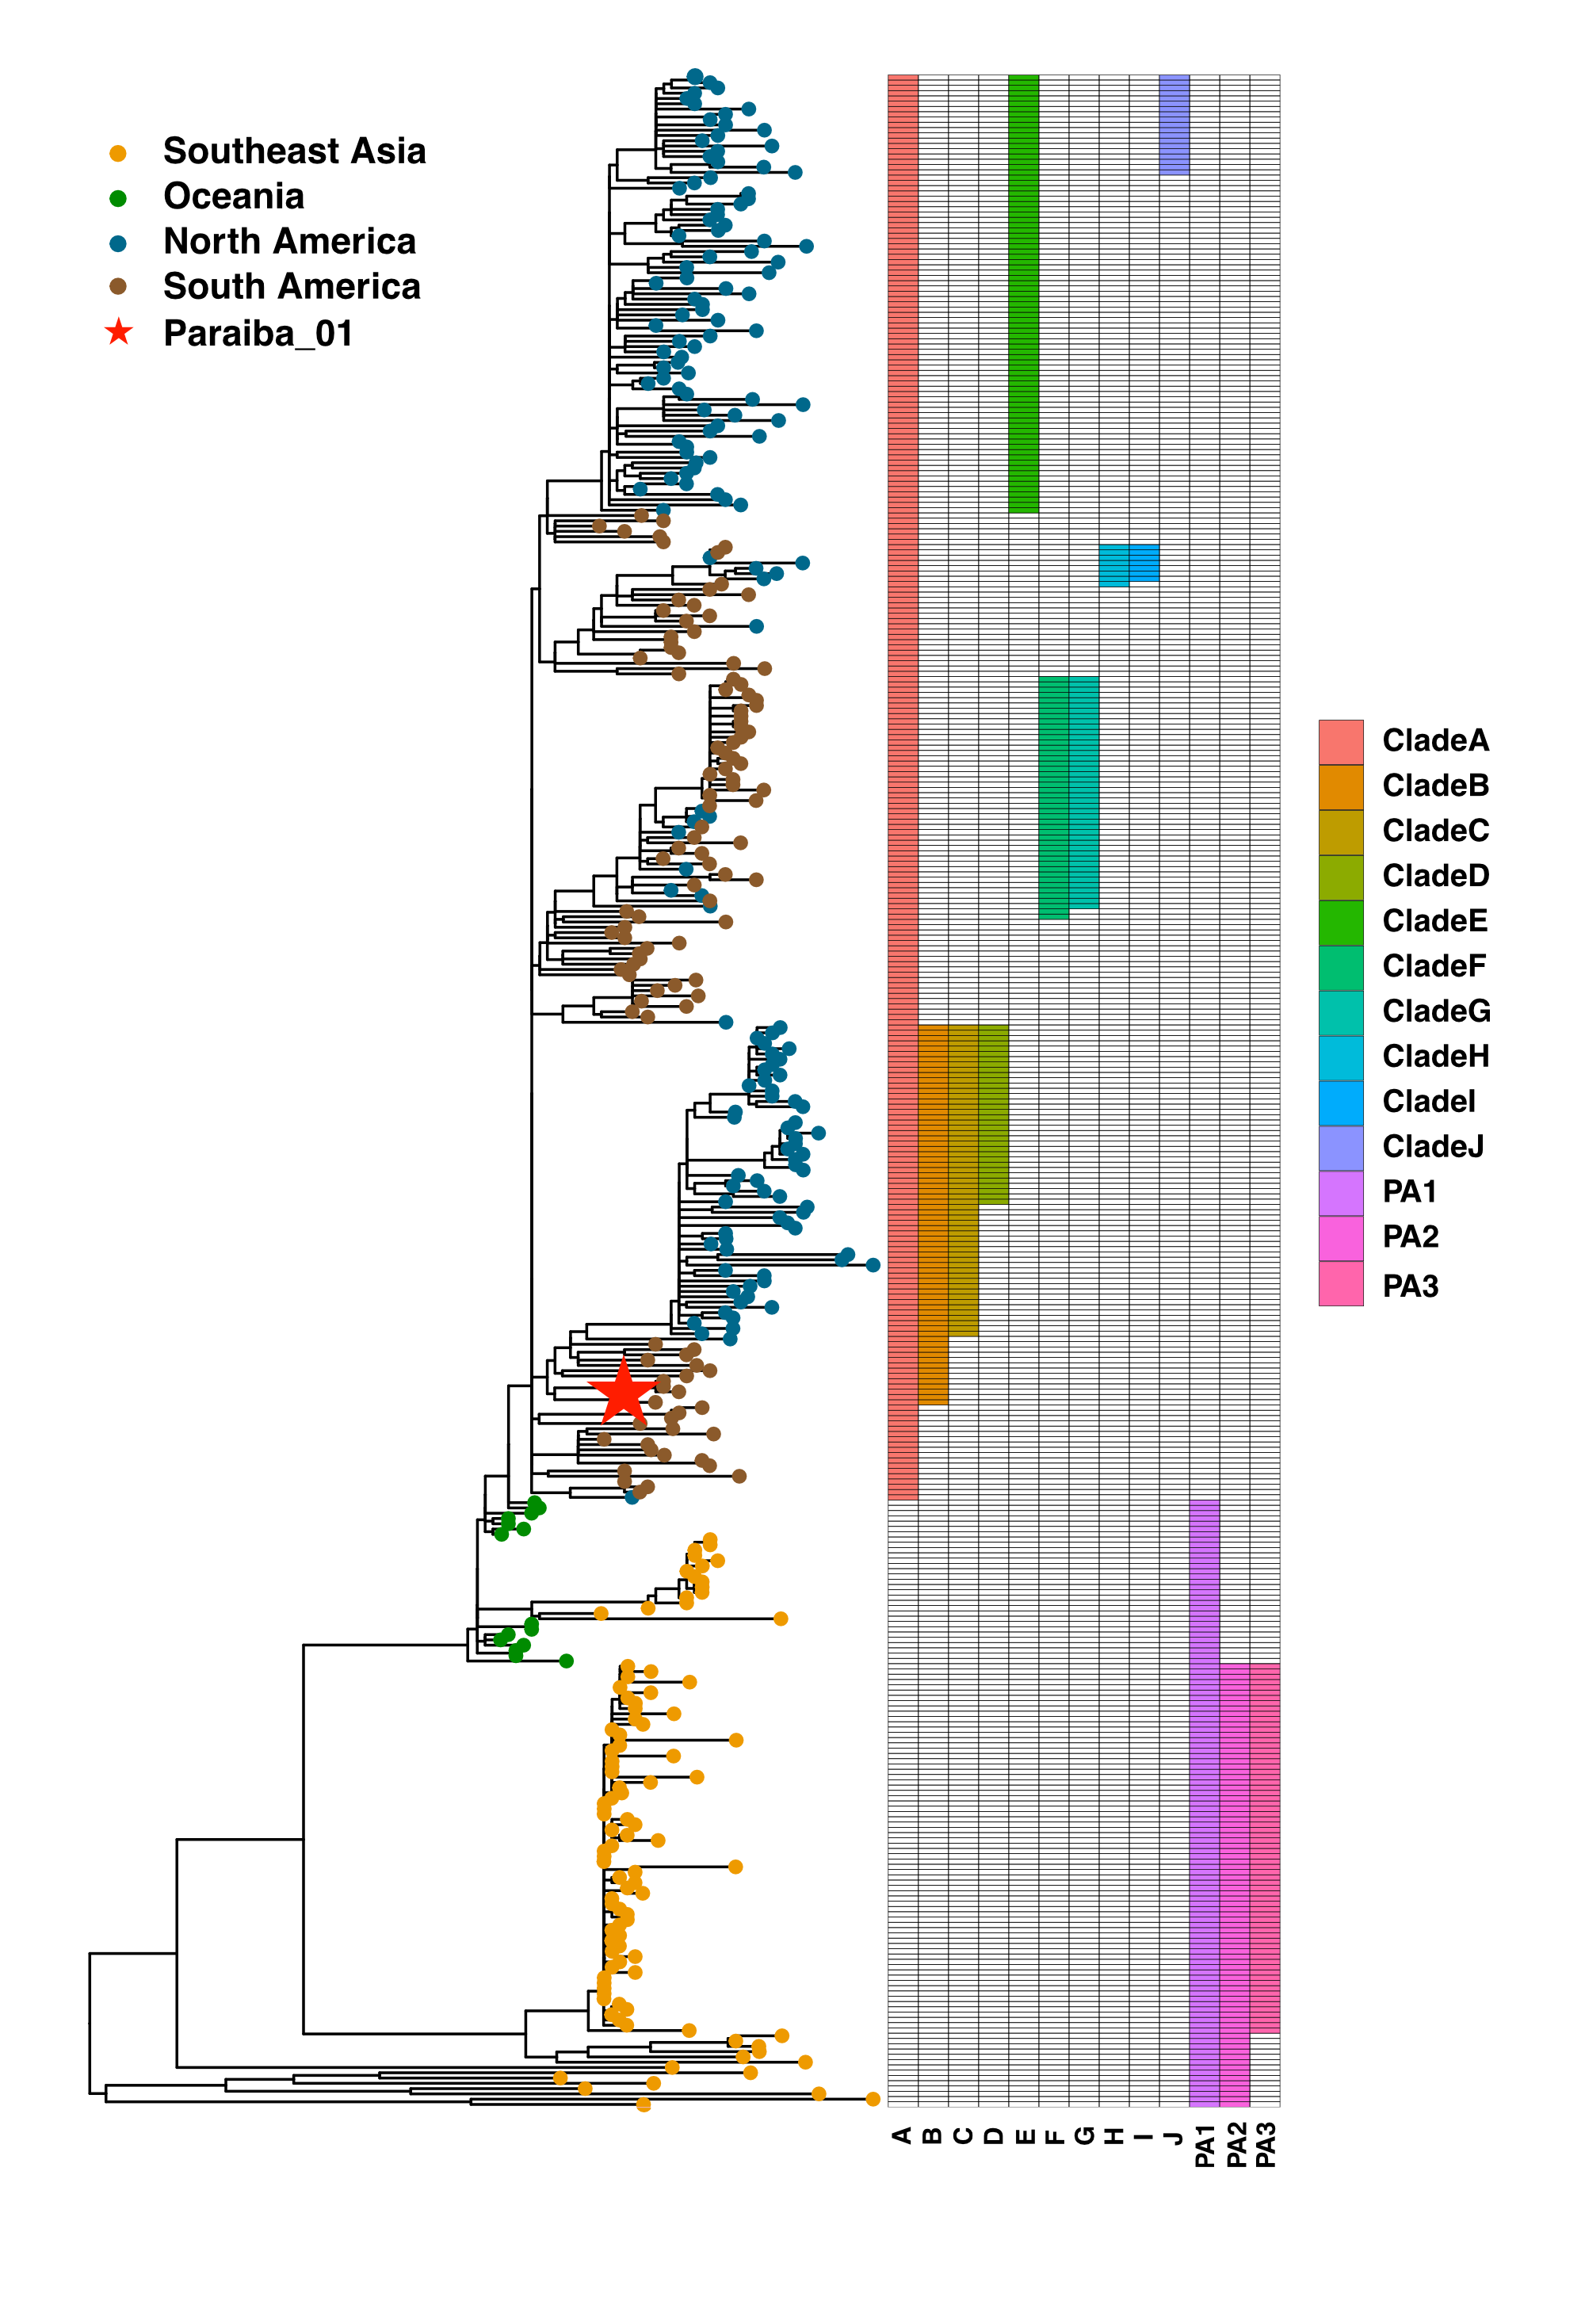 Southeast Asia
Oceania
North America
South America
Paraiba_01
CladeA
CladeB
CladeC
CladeD
CladeE
CladeF
CladeG
CladeH
CladeI
CladeJ
PA1
PA2
PA3
A B C D E F G H I J PA1 PA2 PA3